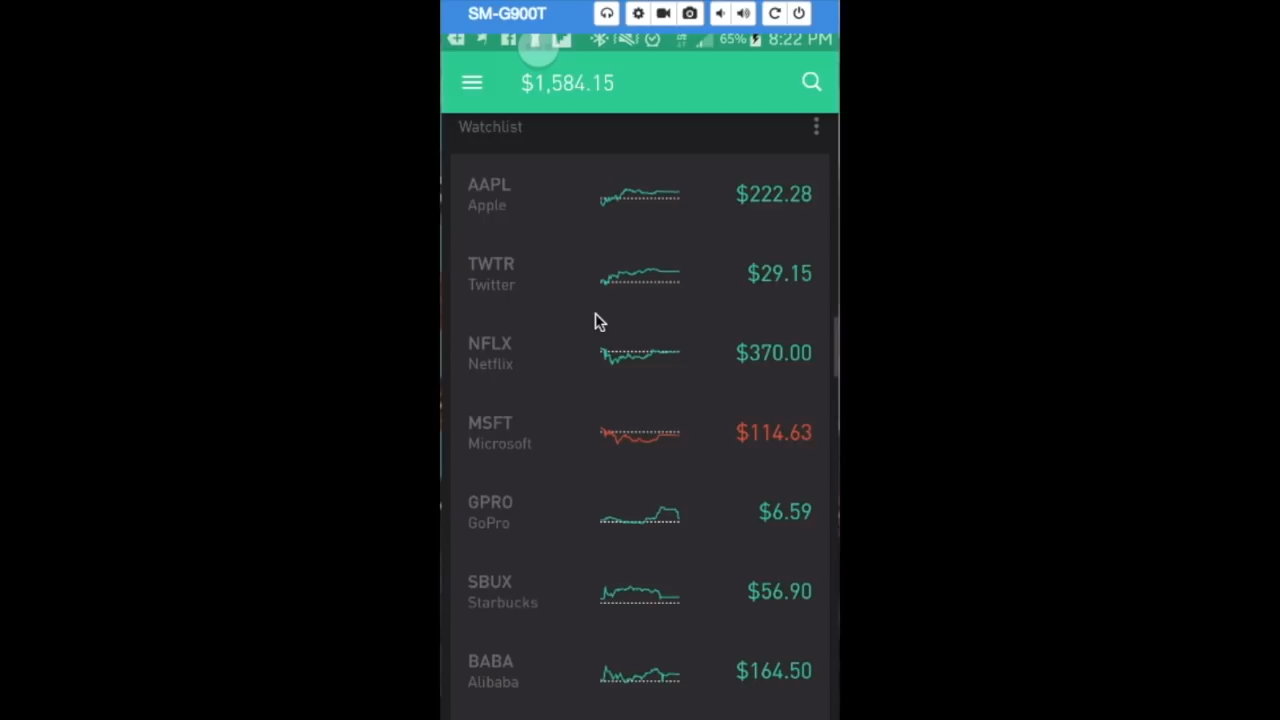 SM-G900T
65% 8:22 PM
$1,584.15
Watchlist
AAPL
Apple
$222.28
TWTR
Twitter
$29.15
NFLX
Netflix
$370.00
MSFT
Microsoft
$114.63
GPRO
GoPro
$6.59
SBUX
Starbucks
$56.90
BABA
Alibaba
$164.50